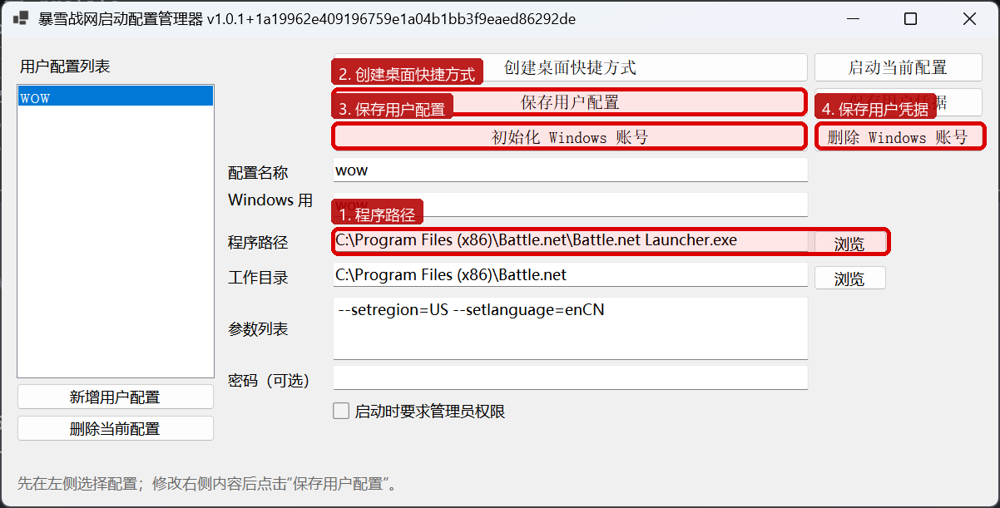 暴雪战网启动配置管理器 v1.0.1+1a19962e409196759e1a04b1bb3f9eaed86292de
用户配置列表
wow
新增用户配置
删除当前配置
2. 创建桌面快捷方式
创建桌面快捷方式
启动当前配置
3. 保存用户配置
保存用户配置
4. 保存用户凭据
据
初始化 Windows 账号
删除 Windows 账号
配置名称
wow
Windows 用
1. 程序路径
程序路径
C:\Program Files (x86)\Battle.net\Battle.net Launcher.exe
浏览
工作目录
C:\Program Files (x86)\Battle.net
浏览
参数列表
--setregion=US --setlanguage=enCN
密码（可选）
启动时要求管理员权限
先在左侧选择配置；修改右侧内容后点击“保存用户配置”。